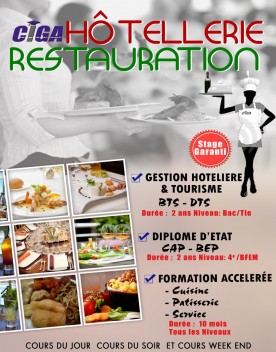 CIGA HÔTELLERIE
RESTAURATION
Stage
Garanti
GESTION HOTELIERE
& TOURISME
BTS - DTS
Durée : 2 ans Niveau: Bac/Tle
DIPLOME D'ETAT
CAP - BEP
Durée : 2 ans Niveau: 4e/BFEM
FORMATION ACCELERÉE
- Cuisine
- Patisserie
- Service
Durée : 10 mois
Tous les Niveaux
COURS DU JOUR COURS DU SOIR ET COURS WEEK END